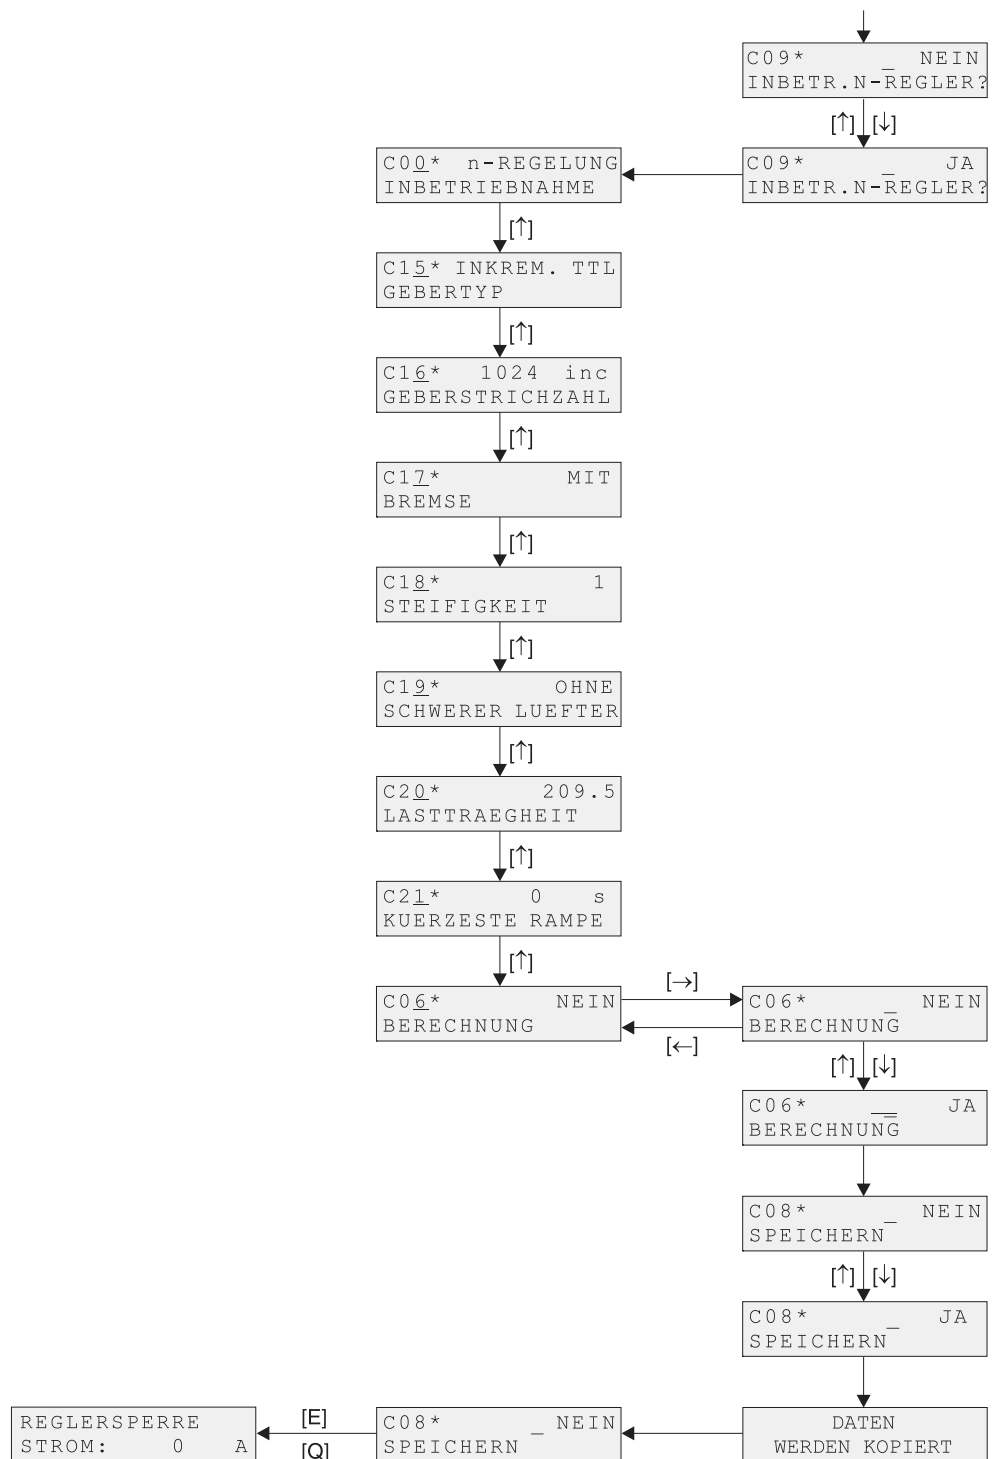 C09* _ NEIN
INBETR.N-REGLER?
[↑] [↓]
C00* n-REGELUNG
INBETRIEBNAHME
C09* _ JA
INBETR.N-REGLER?
[↑]
C15* INKREM. TTL
GEBERTYP
[↑]
C16* 1024 inc
GEBERSTRICHZAHL
[↑]
C17* MIT
BREMSE
[↑]
C18* 1
STEIFIGKEIT
[↑]
C19* OHNE
SCHWERER LUEFTER
[↑]
C20* 209.5
LASTTRAEGHEIT
[↑]
C21* 0 s
KUERZESTE RAMPE
[↑]
C06* NEIN
BERECHNUNG
[→]
[←]
C06* _ NEIN
BERECHNUNG
[↑] [↓]
C06* __ JA
BERECHNUNG
C08* _ NEIN
SPEICHERN
[↑] [↓]
C08* _ JA
SPEICHERN
REGLERSPERRE
STROM: 0 A
[E]
[Q]
C08* _ NEIN
SPEICHERN
DATEN
WERDEN KOPIERT